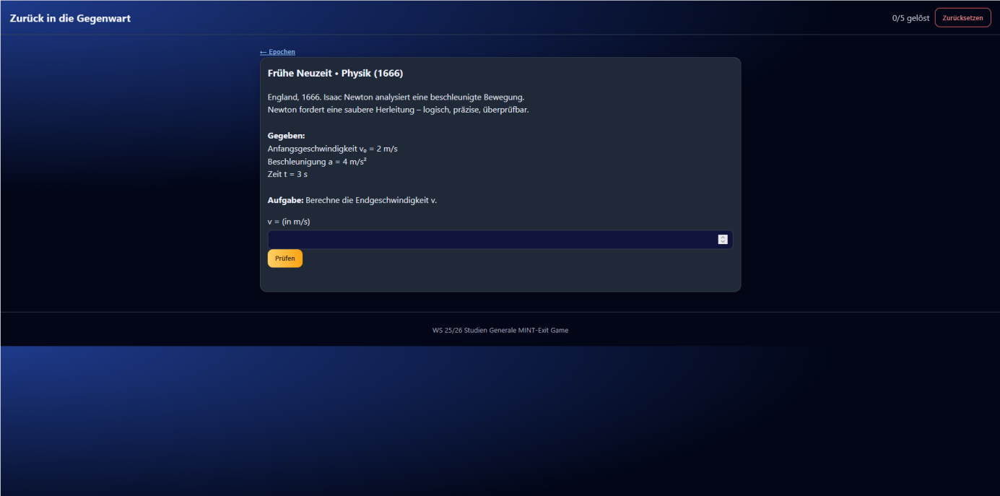 Zurück in die Gegenwart
0/5 gelöst
Zurücksetzen
← Epochen
Frühe Neuzeit • Physik (1666)
England, 1666. Isaac Newton analysiert eine beschleunigte Bewegung.
Newton fordert eine saubere Herleitung – logisch, präzise, überprüfbar.
Gegeben:
Anfangsgeschwindigkeit v₀ = 2 m/s
Beschleunigung a = 4 m/s²
Zeit t = 3 s
Aufgabe: Berechne die Endgeschwindigkeit v.
v = (in m/s)
Prüfen
WS 25/26 Studien Generale MINT-Exit Game